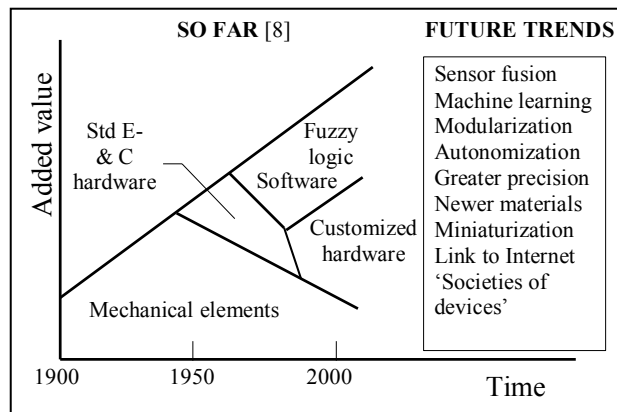 SO FAR [8]
FUTURE TRENDS
Added value
Std E-
& C
hardware
Fuzzy
logic
Software
Customized
hardware
Mechanical elements
Sensor fusion
Machine learning
Modularization
Autonomization
Greater precision
Newer materials
Miniaturization
Link to Internet
‘Societies of
devices’
1900
1950
2000
Time